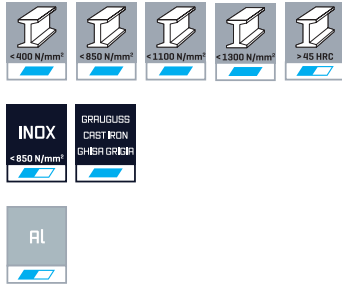 <400 N/mm²
<850 N/mm²
<1100 N/mm²
<1300 N/mm²
>45 HRC
INOX
<850 N/mm²
GRAUGUSS
CAST IRON
GHISA GRIGIA
Al